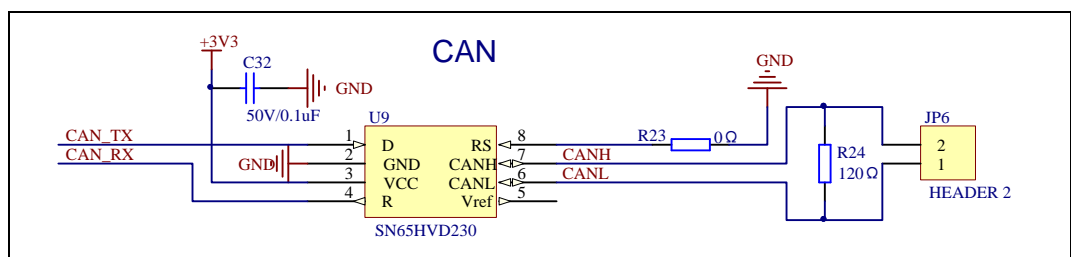 CAN
+3V3
C32
GND
50V/0.1uF
GND
U9
JP6
CAN_TX
1
D
RS
8
R23
0Ω
2
CAN_RX
GND
2
GND
CANH
7
CANH
R24
1
3
VCC
CANL
6
CANL
120Ω
4
R
Vref
5
HEADER 2
SN65HVD230